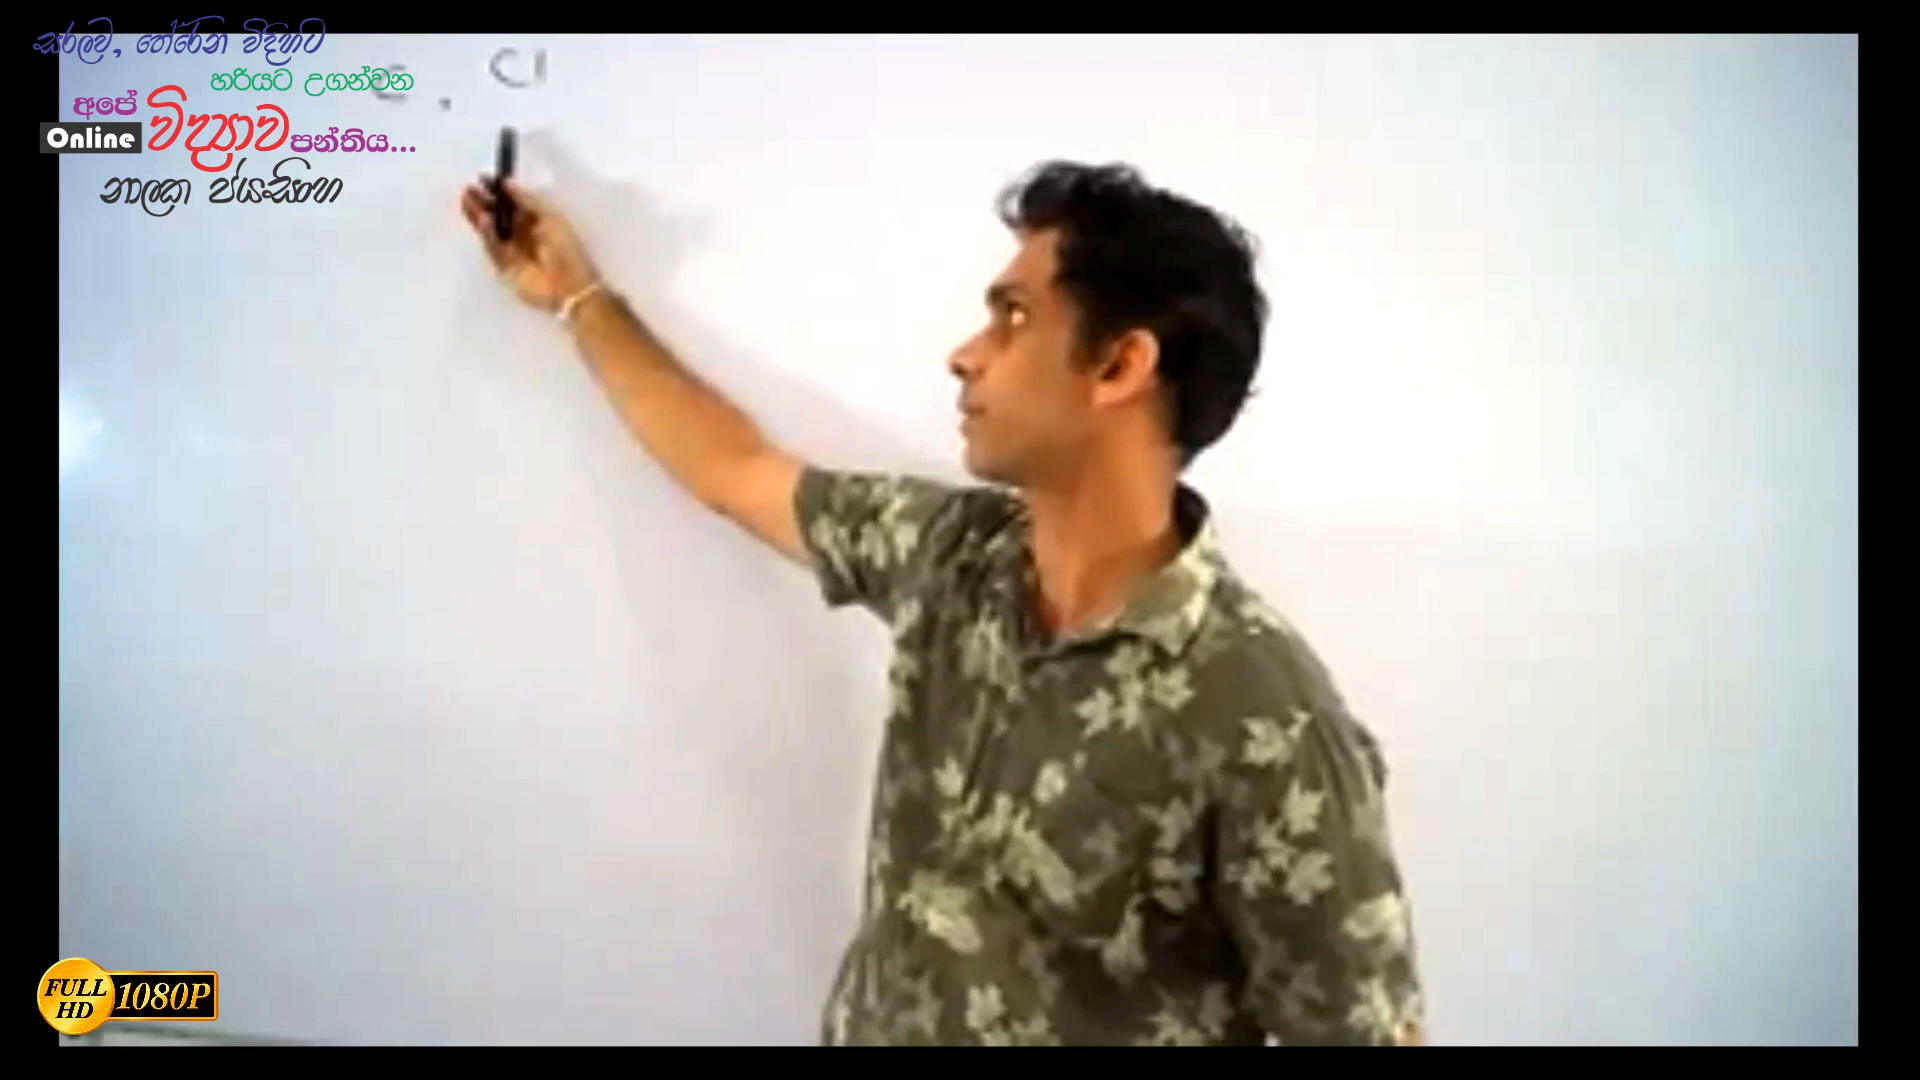 සරලව, තේරෙන විදිහට
හරියට උගන්වන
අපේ
Online විද්‍යාව පන්තිය...
නාලක ජයසිංහ
C , Cl
FULL HD 1080P